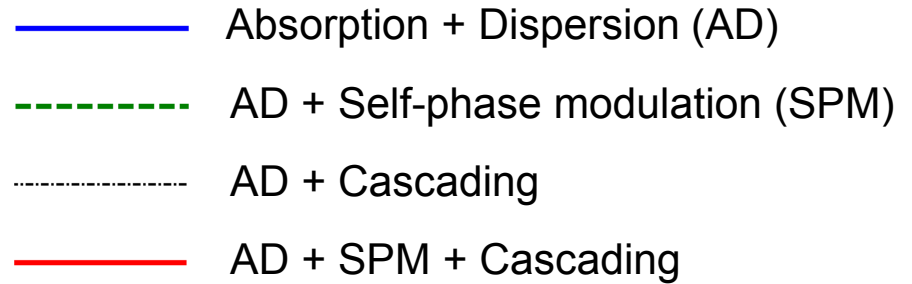 Absorption + Dispersion (AD)
AD + Self-phase modulation (SPM)
AD + Cascading
AD + SPM + Cascading